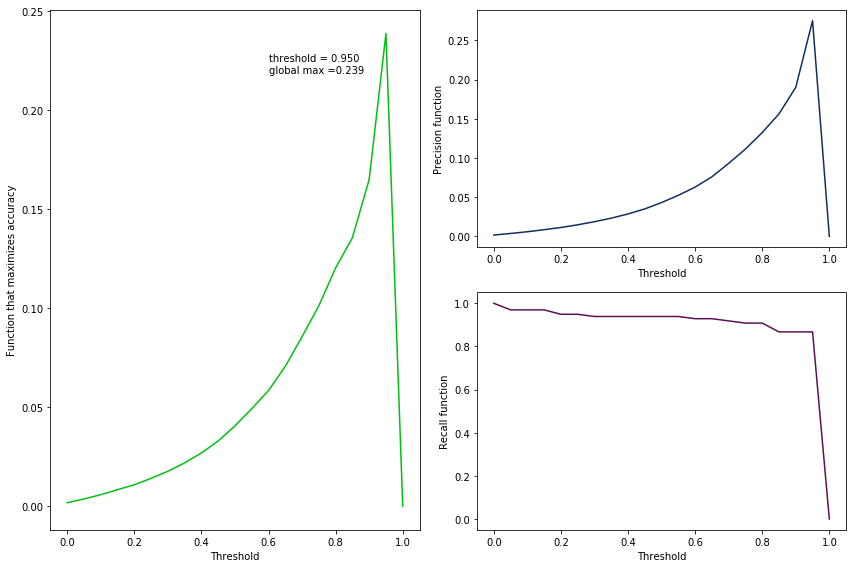 Function that maximizes accuracy
0.25
0.20
0.15
0.10
0.05
0.00
threshold = 0.950
global max =0.239
0.0 0.2 0.4 0.6 0.8 1.0
Threshold
Precision function
0.25
0.20
0.15
0.10
0.05
0.00
0.0 0.2 0.4 0.6 0.8 1.0
Threshold
Recall function
1.0
0.8
0.6
0.4
0.2
0.0
0.0 0.2 0.4 0.6 0.8 1.0
Threshold